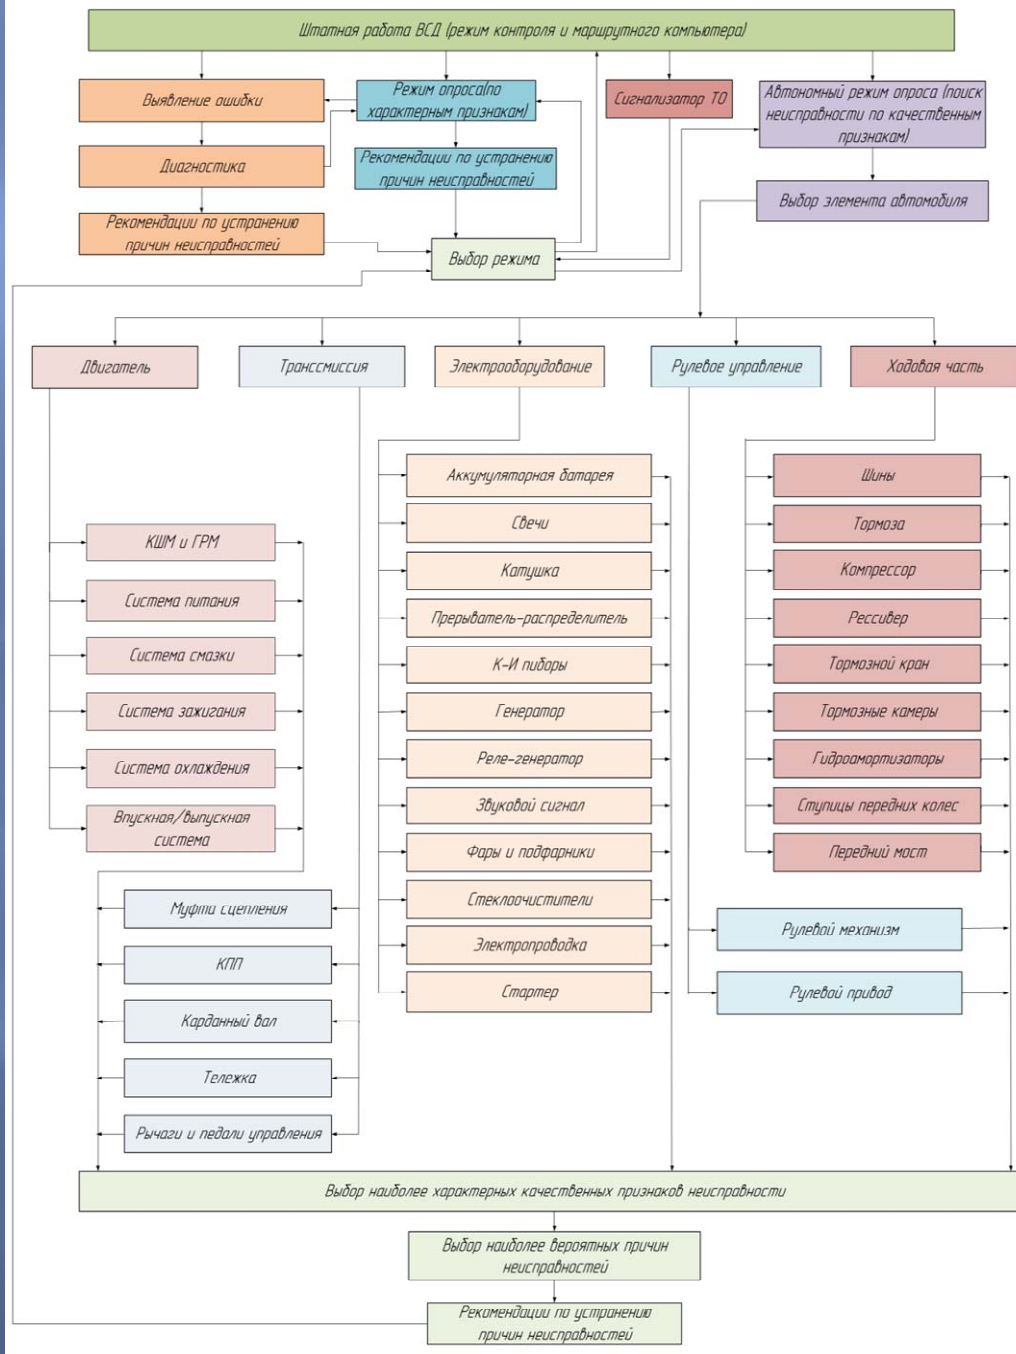 Штатная работа ВСД (режим контроля и маршрутного компьютера)
Выявление ошибки
Режим опроса(по
характерным признакам)
Сигнализатор ТО
Автономный режим опроса (поиск
неисправности по качественным
признакам)
Диагностика
Рекомендации по устранению
причин неисправностей
Выбор элемента автомобиля
Рекомендации по устранению
причин неисправностей
Выбор режима
Двигатель
Транссмиссия
Электрооборудование
Рулевое управление
Ходовая часть
КШМ и ГРМ
Система питания
Система смазки
Система зажигания
Система охлаждения
Впускная/выпускная
система
Муфта сцепления
КПП
Карданный вал
Тележка
Рычаги и педали управления
Аккумуляторная батарея
Свечи
Катушка
Прерыватель-распределитель
К-И пиборы
Генератор
Реле-генератор
Звуковой сигнал
Фары и подфарники
Стеклоочистители
Электропроводка
Стартер
Шины
Тормоза
Компрессор
Рессивер
Тормозной кран
Тормозные камеры
Гидроамортизаторы
Ступицы передних колес
Передний мост
Рулевой механизм
Рулевой привод
Выбор наиболее характерных качественных признаков неисправности
Выбор наиболее вероятных причин
неисправностей
Рекомендации по устранению
причин неисправностей